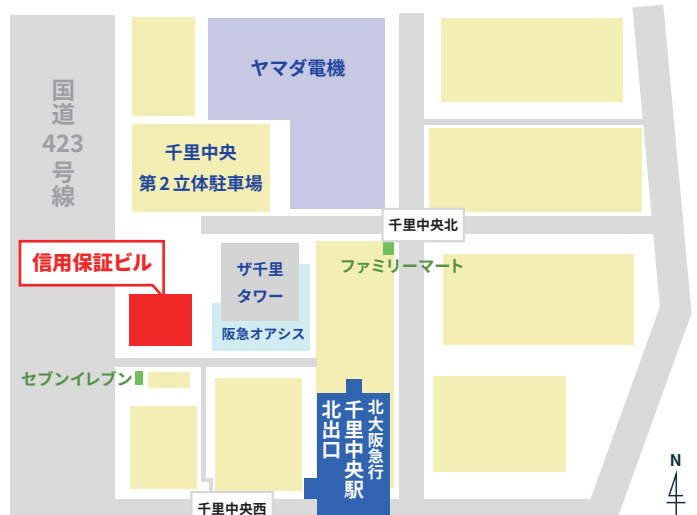 国道423号線
ヤマダ電機
千里中央
第2立体駐車場
千里中央北
信用保証ビル
ザ千里
タワー
ファミリーマート
阪急オアシス
セブンイレブン
北大阪急行
千里中央駅
北出口
千里中央西
N